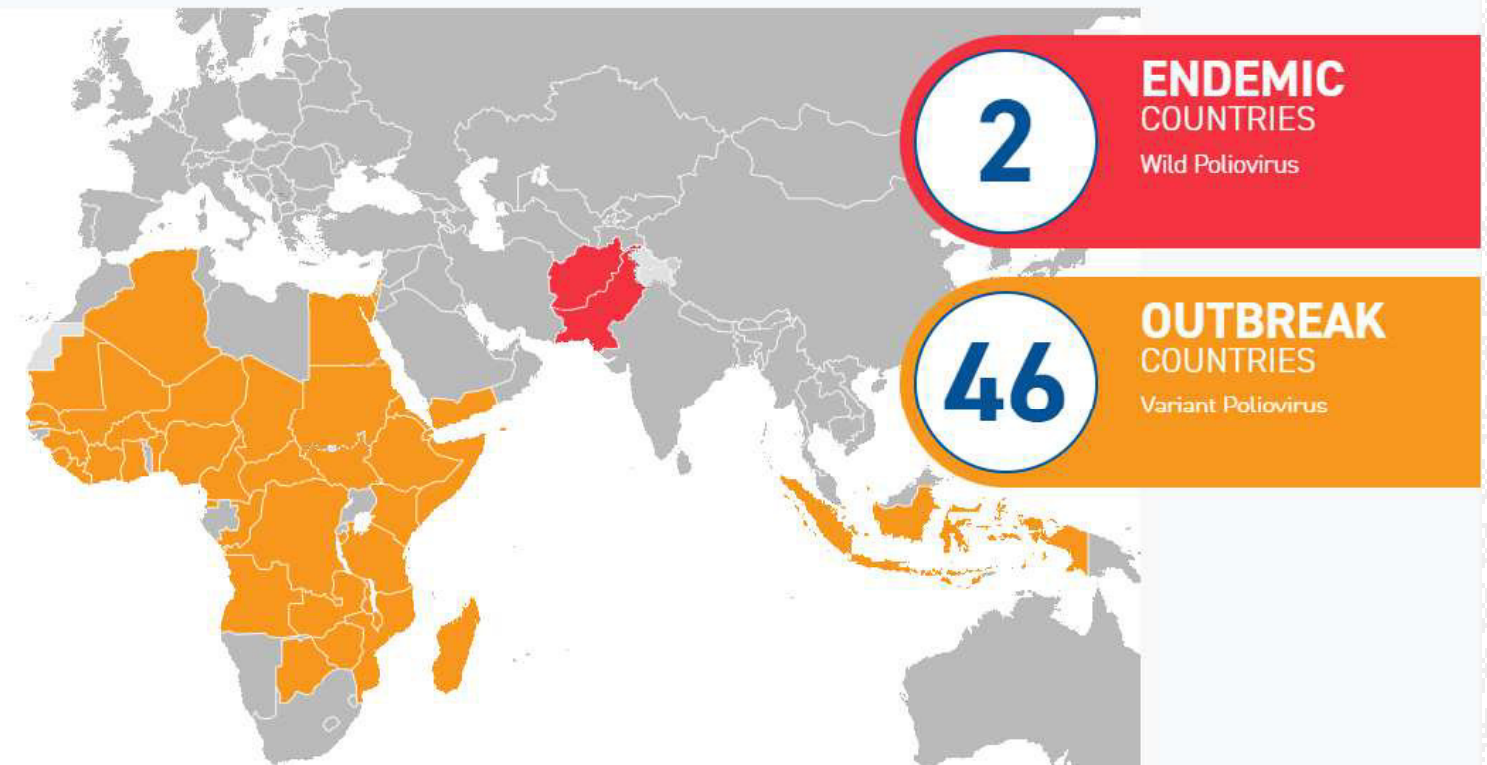 2
ENDEMIC
COUNTRIES
Wild Poliovirus
46
OUTBREAK
COUNTRIES
Variant Poliovirus